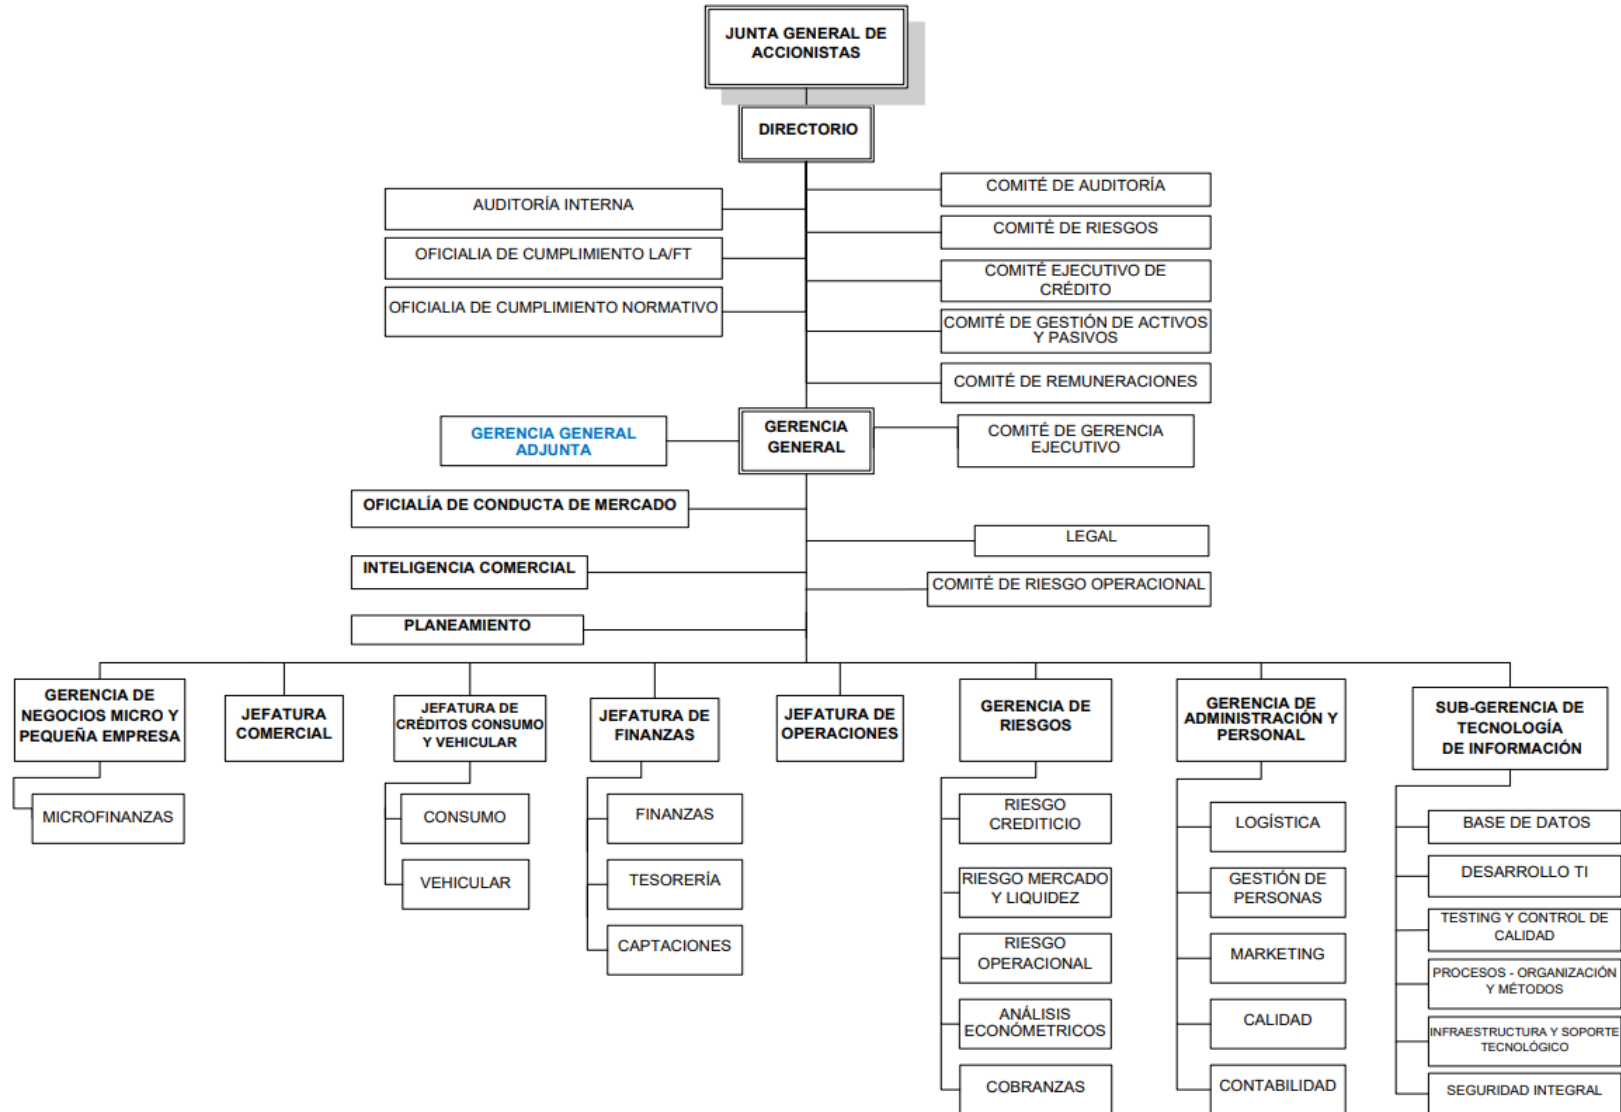 JUNTA GENERAL DE
ACCIONISTAS
DIRECTORIO
AUDITORÍA INTERNA
OFICIALIA DE CUMPLIMIENTO LA/FT
OFICIALIA DE CUMPLIMIENTO NORMATIVO
COMITÉ DE AUDITORÍA
COMITÉ DE RIESGOS
COMITÉ EJECUTIVO DE
CRÉDITO
COMITÉ DE GESTIÓN DE ACTIVOS
Y PASIVOS
COMITÉ DE REMUNERACIONES
GERENCIA GENERAL
ADJUNTA
GERENCIA
GENERAL
COMITÉ DE GERENCIA
EJECUTIVO
OFICIALÍA DE CONDUCTA DE MERCADO
LEGAL
INTELIGENCIA COMERCIAL
COMITÉ DE RIESGO OPERACIONAL
PLANEAMIENTO
GERENCIA DE
NEGOCIOS MICRO Y
PEQUEÑA EMPRESA
MICROFINANZAS
JEFATURA
COMERCIAL
JEFATURA DE
CRÉDITOS CONSUMO
Y VEHICULAR
CONSUMO
VEHICULAR
JEFATURA DE
FINANZAS
FINANZAS
TESORERÍA
CAPTACIONES
JEFATURA DE
OPERACIONES
GERENCIA DE
RIESGOS
RIESGO
CREDITICIO
RIESGO MERCADO
Y LIQUIDEZ
RIESGO
OPERACIONAL
ANÁLISIS
ECONÓMETRICOS
COBRANZAS
GERENCIA DE
ADMINISTRACIÓN Y
PERSONAL
LOGÍSTICA
GESTIÓN DE
PERSONAS
MARKETING
CALIDAD
CONTABILIDAD
SUB-GERENCIA DE
TECNOLOGÍA
DE INFORMACIÓN
BASE DE DATOS
DESARROLLO TI
TESTING Y CONTROL DE
CALIDAD
PROCESOS - ORGANIZACIÓN
Y MÉTODOS
INFRAESTRUCTURA Y SOPORTE
TECNOLÓGICO
SEGURIDAD INTEGRAL